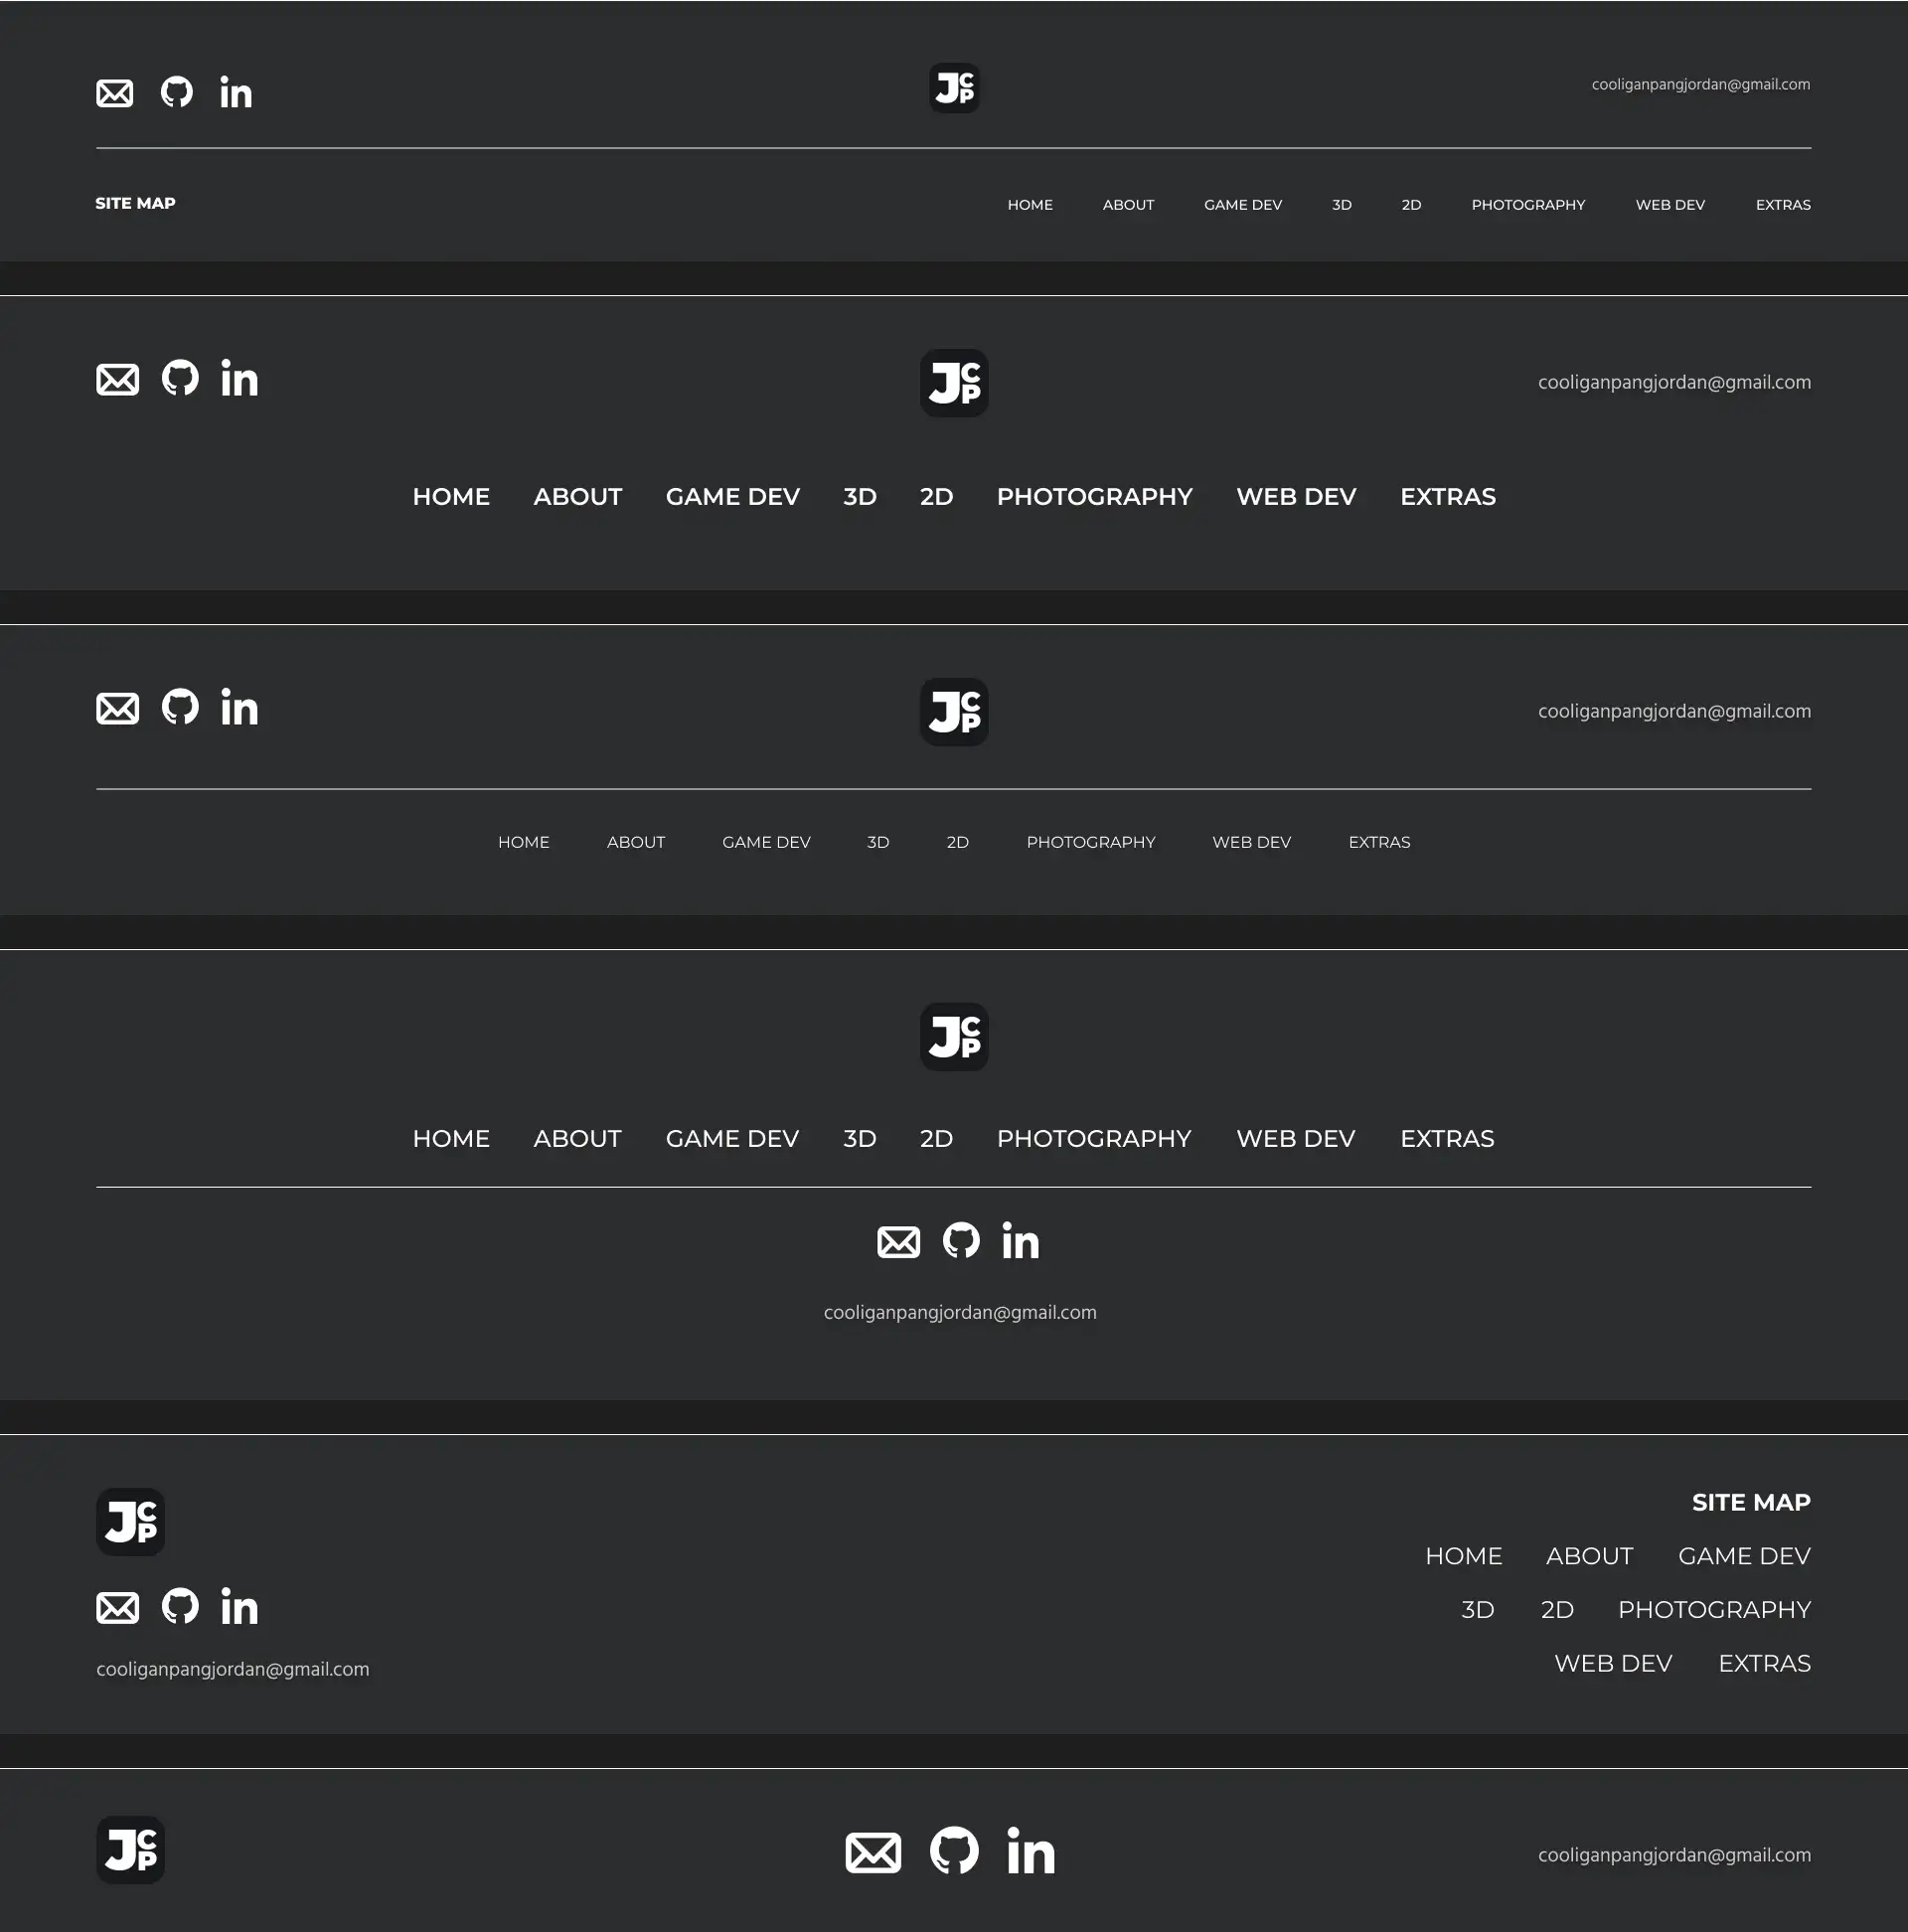 in JCP cooliganpangjordan@gmail.com
SITE MAP HOME ABOUT GAME DEV 3D 2D PHOTOGRAPHY WEB DEV EXTRAS
in JCP cooliganpangjordan@gmail.com
HOME ABOUT GAME DEV 3D 2D PHOTOGRAPHY WEB DEV EXTRAS
in JCP cooliganpangjordan@gmail.com
HOME ABOUT GAME DEV 3D 2D PHOTOGRAPHY WEB DEV EXTRAS
JCP
HOME ABOUT GAME DEV 3D 2D PHOTOGRAPHY WEB DEV EXTRAS
in
cooliganpangjordan@gmail.com
JCP
in
cooliganpangjordan@gmail.com
SITE MAP
HOME ABOUT GAME DEV
3D 2D PHOTOGRAPHY
WEB DEV EXTRAS
JCP in cooliganpangjordan@gmail.com